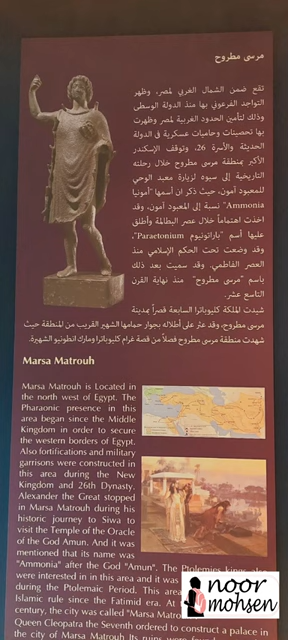 مرسى مطروح
تقع ضمن الشمال الغربي لمصر، وظهر
التواجد الفرعوني بها منذ الدولة الوسطى
وذلك لتأمين الحدود الغربية لمصر وظهرت
بها تحصينات وحاميات عسكرية في الدولة
الحديثة والأسرة 26، وتوقف الإسكندر
الأكبر بمنطقة مرسى مطروح خلال رحلته
التاريخية إلى سيوه لزيارة معبد الوحي
للمعبود آمون، حيث ذكر ان أسمها "أمونيا
Ammonia" نسبة إلى المعبود آمون، وقد
اخذت اهتماماً خلال عصر البطالمة وأطلق
عليها أسم "باراتونيوم Paraetonium"،
وقد وضعت تحت الحكم الإسلامي منذ
العصر الفاطمي، وقد سميت بعد ذلك
باسم "مرسى مطروح" منذ نهاية القرن
التاسع عشر.
شيدت الملكة كليوباترا السابعة قصراً بمدينة
مرسى مطروح، وقد عثر على أطلاله بجوار حمامها الشهير القريب من المنطقة حيث
شهدت منطقة مرسى مطروح فصلاً من قصة غرام كليوباترا ومارك انطونيو الشهيرة.
Marsa Matrouh
Marsa Matrouh is Located in
the north west of Egypt. The
Pharaonic presence in this
area began since the Middle
Kingdom in order to secure
the western borders of Egypt.
Also fortifications and military
garrisons were constructed in
this area during the New
Kingdom and 26th Dynasty.
Alexander the Great stopped
in Marsa Matrouh during his
historic journey to Siwa to
visit the Temple of the Oracle
of the God Amun. And it was
mentioned that its name was
"Ammonia" after the God "Amun". The Ptolemies kings also
were interested in in this area and it was
during the Ptolemaic Period. This area
Islamic rule since the Fatimid era. At
century, the city was called "Marsa Matro
Queen Cleopatra the Seventh ordered to construct a palace in
the city of Marsa Matrouh Its ruins were
noor
mohsen